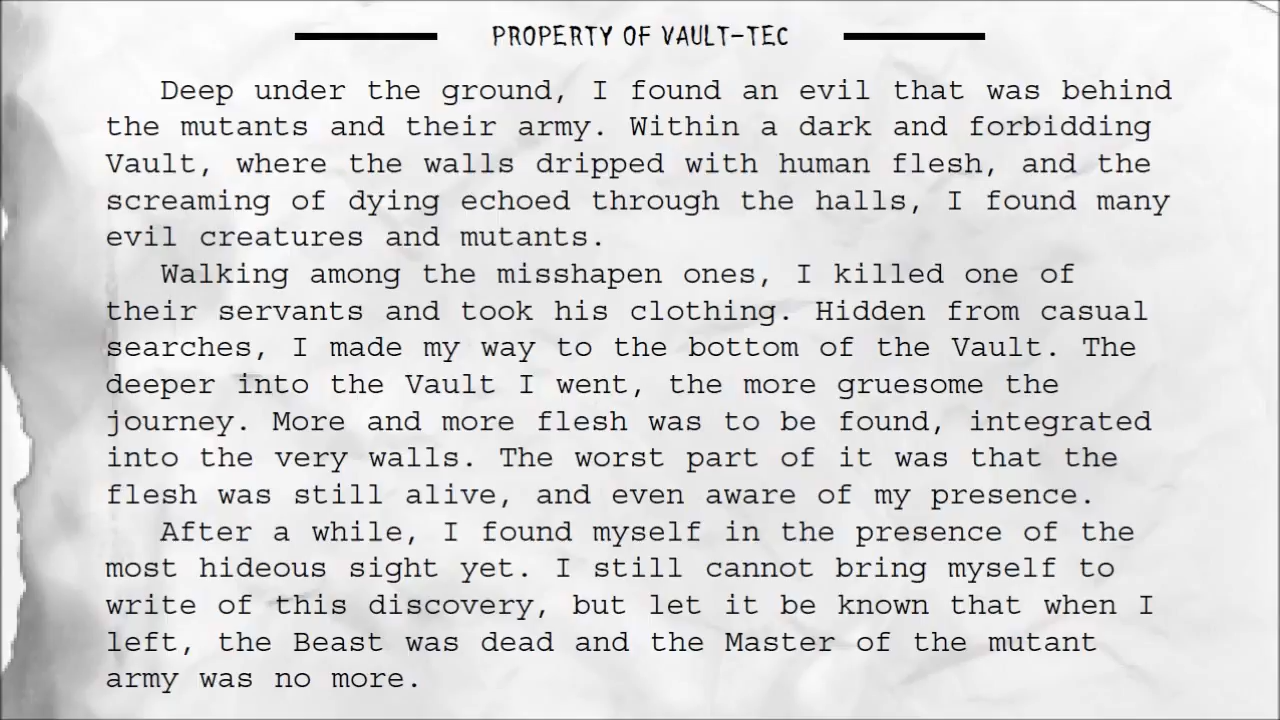 PROPERTY OF VAULT-TEC
Deep under the ground, I found an evil that was behind
the mutants and their army. Within a dark and forbidding
Vault, where the walls dripped with human flesh, and the
screaming of dying echoed through the halls, I found many
evil creatures and mutants.
Walking among the misshapen ones, I killed one of
their servants and took his clothing. Hidden from casual
searches, I made my way to the bottom of the Vault. The
deeper into the Vault I went, the more gruesome the
journey. More and more flesh was to be found, integrated
into the very walls. The worst part of it was that the
flesh was still alive, and even aware of my presence.
After a while, I found myself in the presence of the
most hideous sight yet. I still cannot bring myself to
write of this discovery, but let it be known that when I
left, the Beast was dead and the Master of the mutant
army was no more.